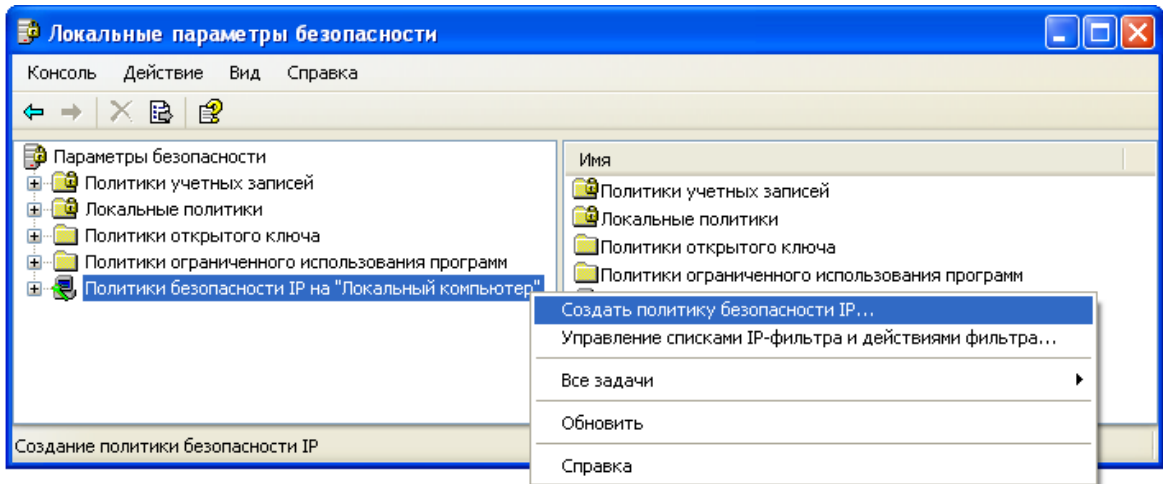 Локальные параметры безопасности
Консоль Действие Вид Справка
Параметры безопасности
Политики учетных записей
Локальные политики
Политики открытого ключа
Политики ограниченного использования программ
Политики безопасности IP на "Локальный компьютер"
Имя
Политики учетных записей
Локальные политики
Политики открытого ключа
Политики ограниченного использования программ
Создать политику безопасности IP...
Управление списками IP-фильтра и действиями фильтра...
Все задачи
Обновить
Справка
Создание политики безопасности IP